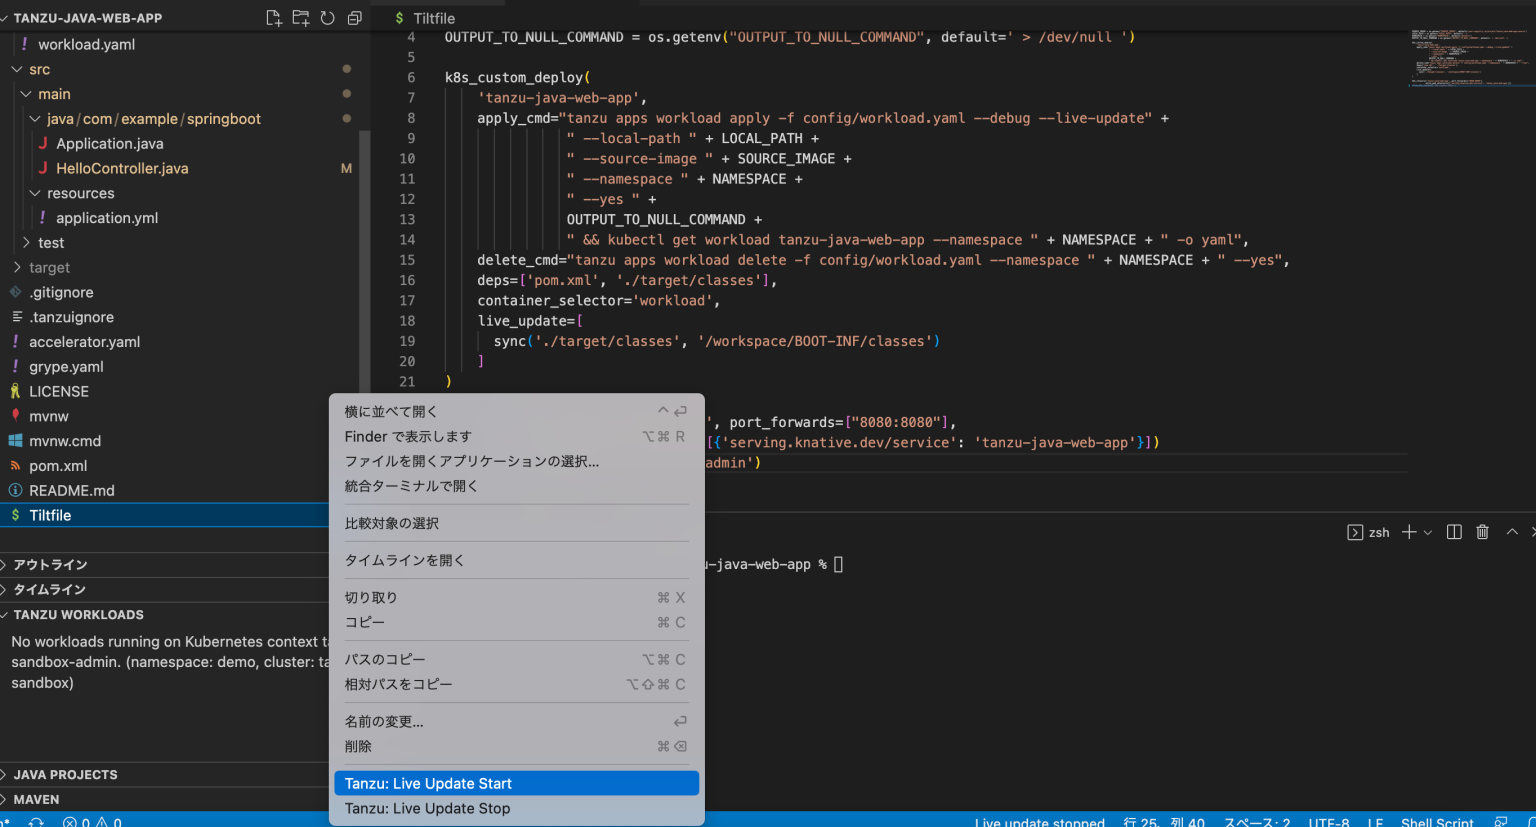 TANZU-JAVA-WEB-APP
! workload.yaml
src
main
java/com/example/springboot
J Application.java
J HelloController.java M
resources
! application.yml
test
target
.gitignore
.tanzuignore
! accelerator.yaml
! grype.yaml
LICENSE
mvnw
mvnw.cmd
pom.xml
README.md
$ Tiltfile
アウトライン
タイムライン
TANZU WORKLOADS
No workloads running on Kubernetes context
sandbox-admin. (namespace: demo, cluster:
sandbox)
JAVA PROJECTS
MAVEN
$ Tiltfile
4 OUTPUT_TO_NULL_COMMAND = os.getenv("OUTPUT_TO_NULL_COMMAND", default=' > /dev/null ')
5
6 k8s_custom_deploy(
7 'tanzu-java-web-app',
8 apply_cmd="tanzu apps workload apply -f config/workload.yaml --debug --live-update" +
9 " --local-path " + LOCAL_PATH +
10 " --source-image " + SOURCE_IMAGE +
11 " --namespace " + NAMESPACE +
12 " --yes " +
13 OUTPUT_TO_NULL_COMMAND +
14 " && kubectl get workload tanzu-java-web-app --namespace " + NAMESPACE + " -o yaml",
15 delete_cmd="tanzu apps workload delete -f config/workload.yaml --namespace " + NAMESPACE + " --yes",
16 deps=['pom.xml', './target/classes'],
17 container_selector='workload',
18 live_update=[
19 sync('./target/classes', '/workspace/BOOT-INF/classes')
20 ]
21 )
', port_forwards=["8080:8080"],
[{'serving.knative.dev/service': 'tanzu-java-web-app'}])
admin')
横に並べて開く ^⏎
Finder で表示します ⌥⌘ R
ファイルを開くアプリケーションの選択...
統合ターミナルで開く
比較対象の選択
タイムラインを開く
切り取り ⌘ X
コピー ⌘ C
パスのコピー ⌥⌘ C
相対パスをコピー ⌥⇧⌘ C
名前の変更... ⏎
削除 ⌘⌫
Tanzu: Live Update Start
Tanzu: Live Update Stop
zsh
-java-web-app %
0 0
Live update stopped 行 25、列 40 スペース: 2 UTF-8 LF Shell Script